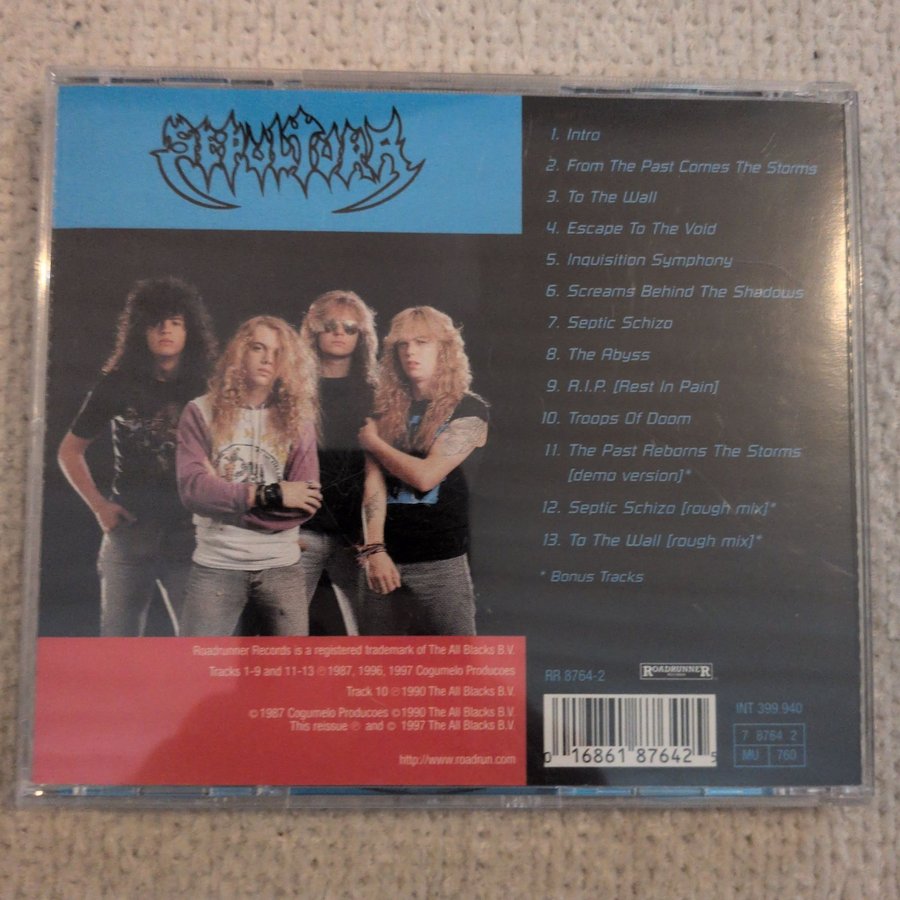 SEPULTURA
1. Intro
2. From The Past Comes The Storms
3. To The Wall
4. Escape To The Void
5. Inquisition Symphony
6. Screams Behind The Shadows
7. Septic Schizo
8. The Abyss
9. R.I.P. [Rest In Pain]
10. Troops Of Doom
11. The Past Reborns The Storms
[demo version]*
12. Septic Schizo [rough mix]*
13. To The Wall [rough mix]*
* Bonus Tracks
Roadrunner Records is a registered trademark of The All Blacks B.V.
Tracks 1-9 and 11-13 ℗ 1987, 1996, 1997 Cogumelo Producoes
Track 10 ℗ 1990 The All Blacks B.V.
© 1987 Cogumelo Producoes © 1990 The All Blacks B.V.
This reissue ℗ and © 1997 The All Blacks B.V.
http://www.roadrun.com
RR 8764-2
ROADRUNNER
INT 399 940
7 8764 2
MU 760
0 16861 87642 5